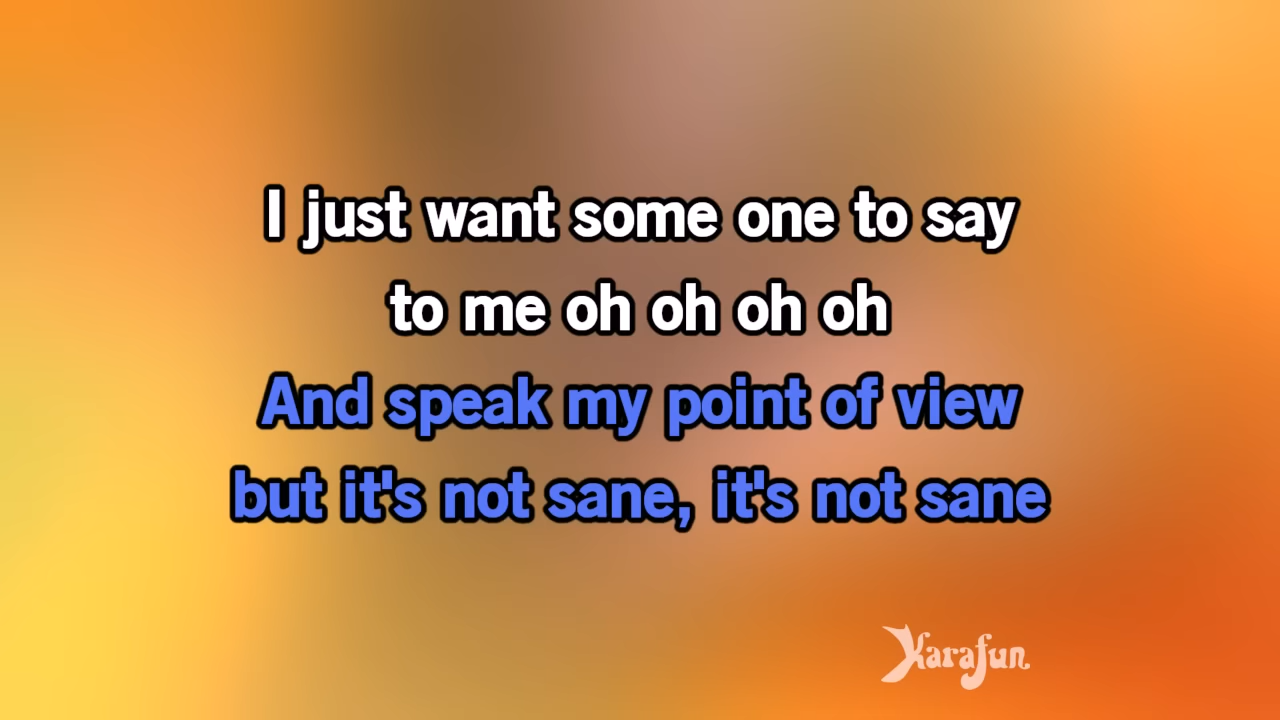 I just want some one to say
to me oh oh oh oh
And speak my point of view
but it's not sane, it's not sane
Karafun